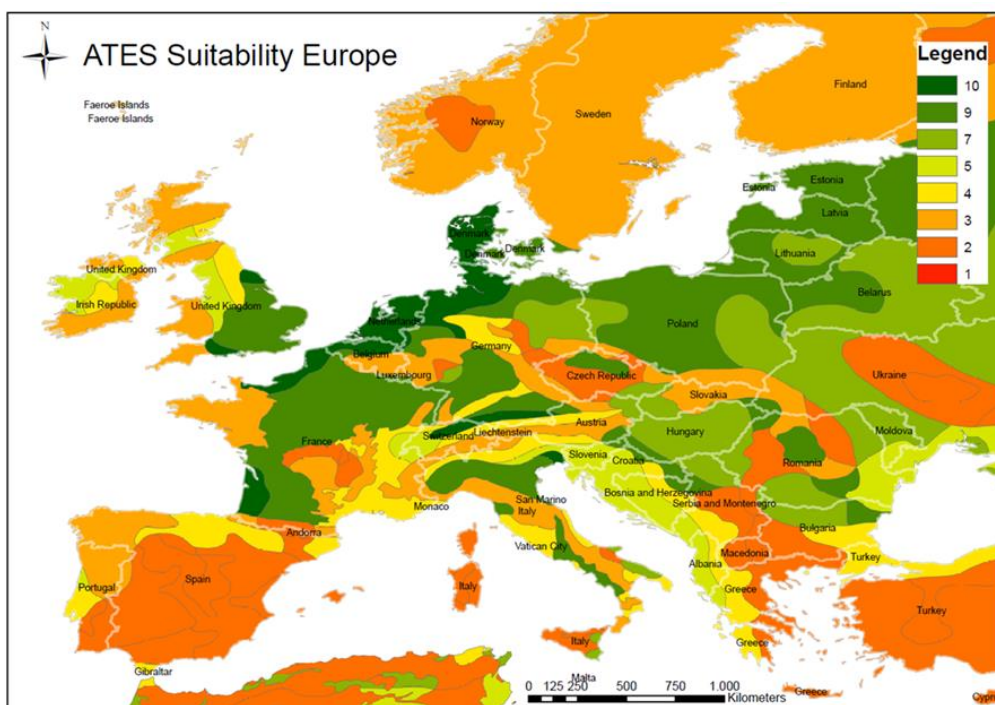 N
ATES Suitability Europe
Legend
10
9
7
5
4
3
2
1
Faeroe Islands
Faeroe Islands
Norway
Sweden
Finland
Estonia
Estonia
Latvia
Lithuania
Denmark
Denmark
Denmark
United Kingdom
Irish Republic
United Kingdom
Netherland
Belgium
Luxembourg
Germany
Poland
Belarus
Czech Republic
Ukraine
Slovakia
France
Switzerland
Liechtenstein
Austria
Hungary
Moldova
Slovenia
Croatia
Romania
Bosnia and Herzegovina
Serbia and Montenegro
Monaco
San Marino
Italy
Andorra
Vatican City
Bulgaria
Macedonia
Albania
Turkey
Portugal
Spain
Italy
Greece
Turkey
Italy
Greece
Gibraltar
Malta
Greece
Cypr
0 125 250 500 750 1.000
Kilometers